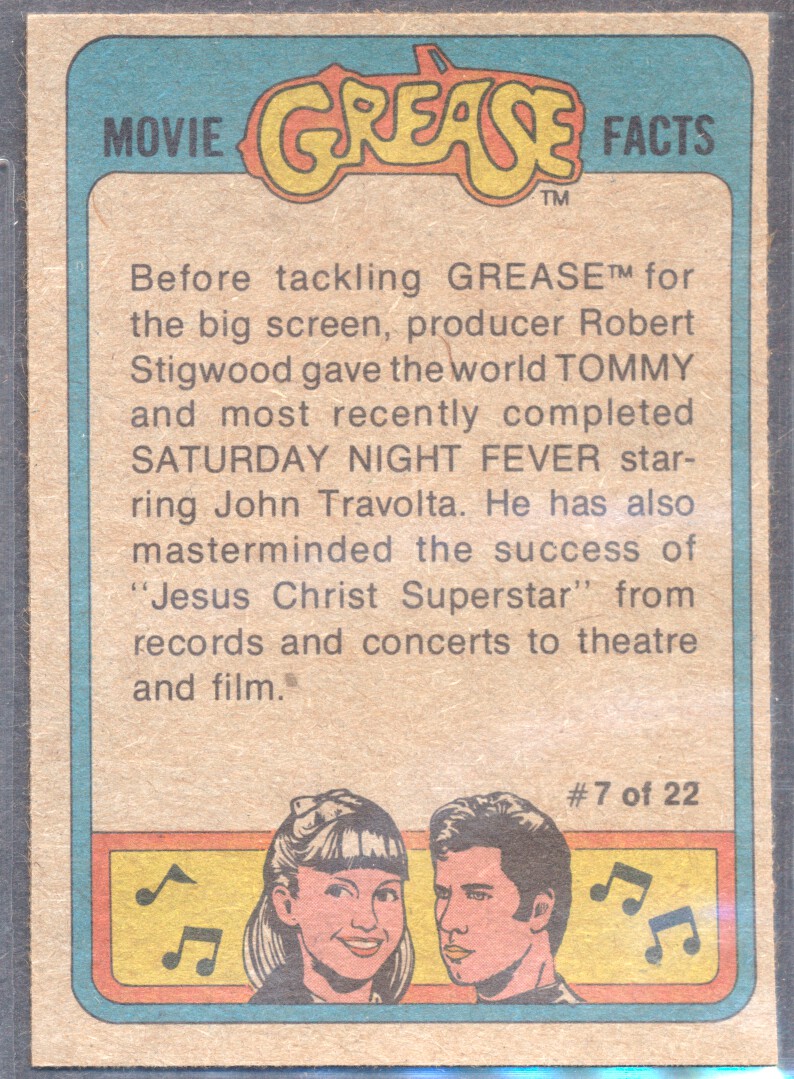 MOVIE GREASE™ FACTS
Before tackling GREASE™ for
the big screen, producer Robert
Stigwood gave the world TOMMY
and most recently completed
SATURDAY NIGHT FEVER star-
ring John Travolta. He has also
masterminded the success of
‘‘Jesus Christ Superstar’’ from
records and concerts to theatre
and film.
#7 of 22